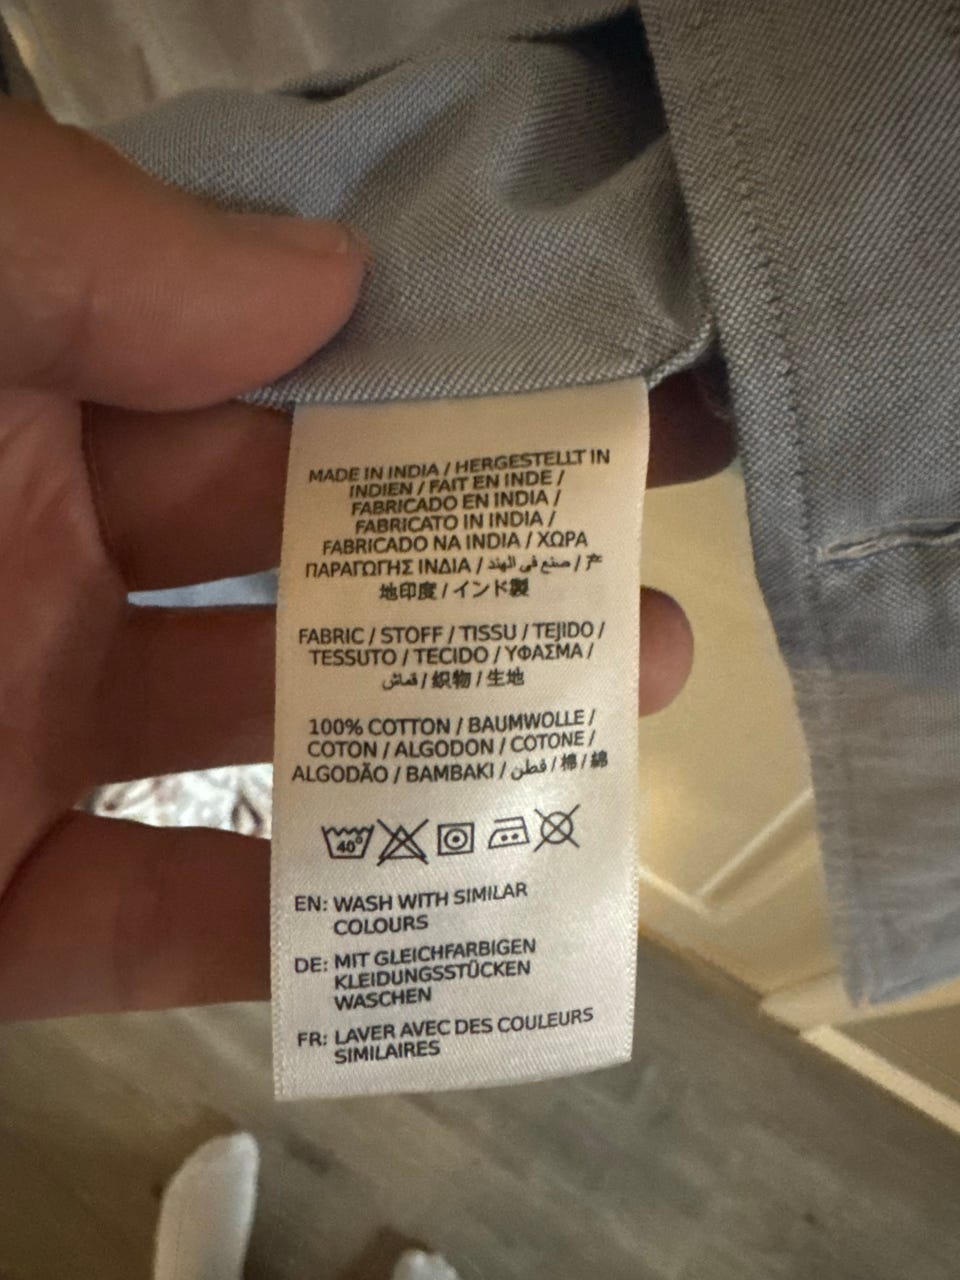 MADE IN INDIA / HERGESTELLT IN
INDIEN / FAIT EN INDE /
FABRICADO EN INDIA /
FABRICATO IN INDIA /
FABRICADO NA INDIA / ΧΩΡΑ
ΠΑΡΑΓΩΓΗΣ ΙΝΔΙΑ / صنع في الهند / 产
地印度 / インド製
FABRIC / STOFF / TISSU / TEJIDO /
TESSUTO / TECIDO / ΥΦΑΣΜΑ /
قماش / 织物 / 生地
100% COTTON / BAUMWOLLE /
COTON / ALGODON / COTONE /
ALGODÃO / BAMBAKI / قطن / 棉 / 綿
40°
EN: WASH WITH SIMILAR
COLOURS
DE: MIT GLEICHFARBIGEN
KLEIDUNGSSTÜCKEN
WASCHEN
FR: LAVER AVEC DES COULEURS
SIMILAIRES